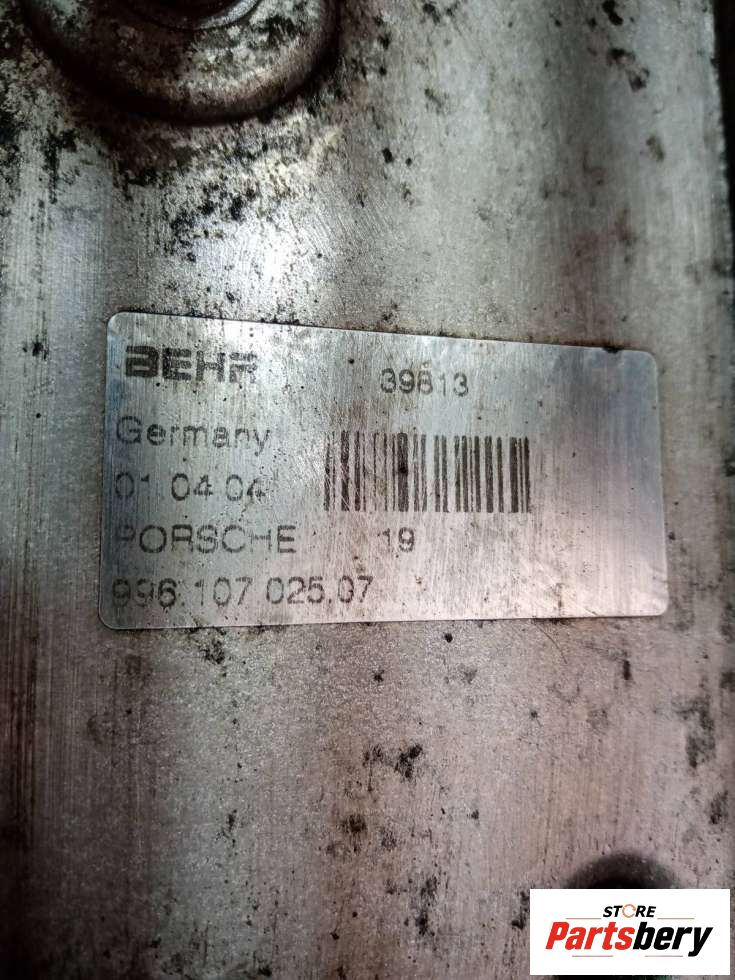 BEHR 39813
Germany
01.04.04
PORSCHE 19
996.107 025.07
STORE
Partsbery